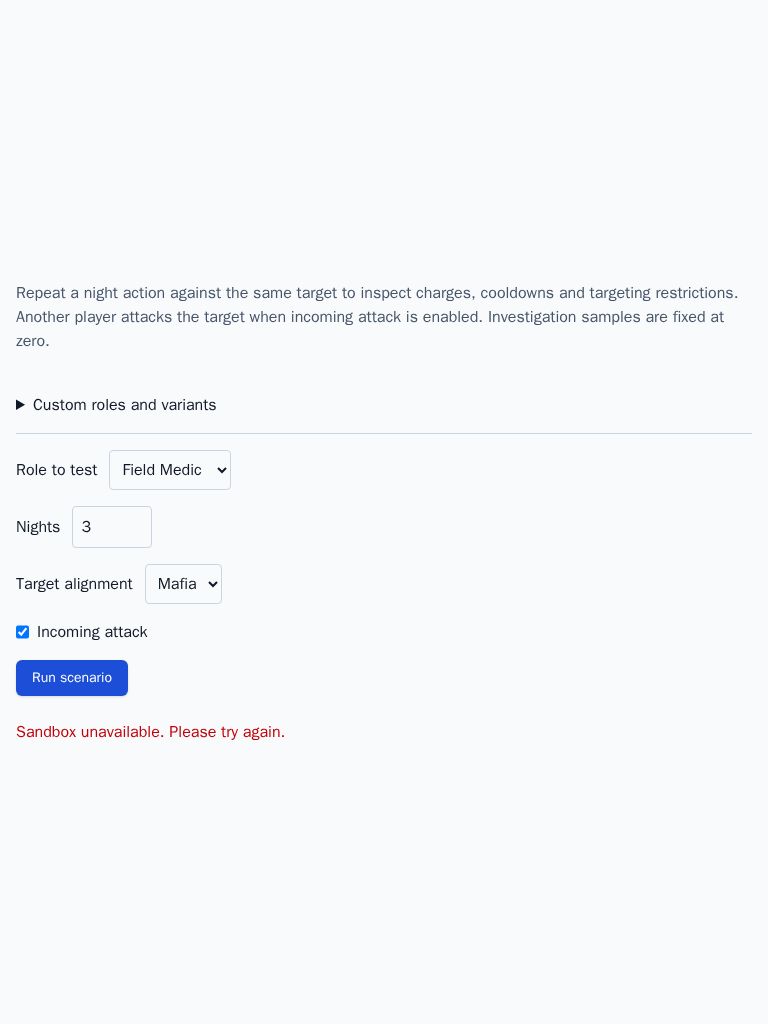 Repeat a night action against the same target to inspect charges, cooldowns and targeting restrictions.
Another player attacks the target when incoming attack is enabled. Investigation samples are fixed at
zero.
Custom roles and variants
Role to test Field Medic
Nights 3
Target alignment Mafia
Incoming attack
Run scenario
Sandbox unavailable. Please try again.